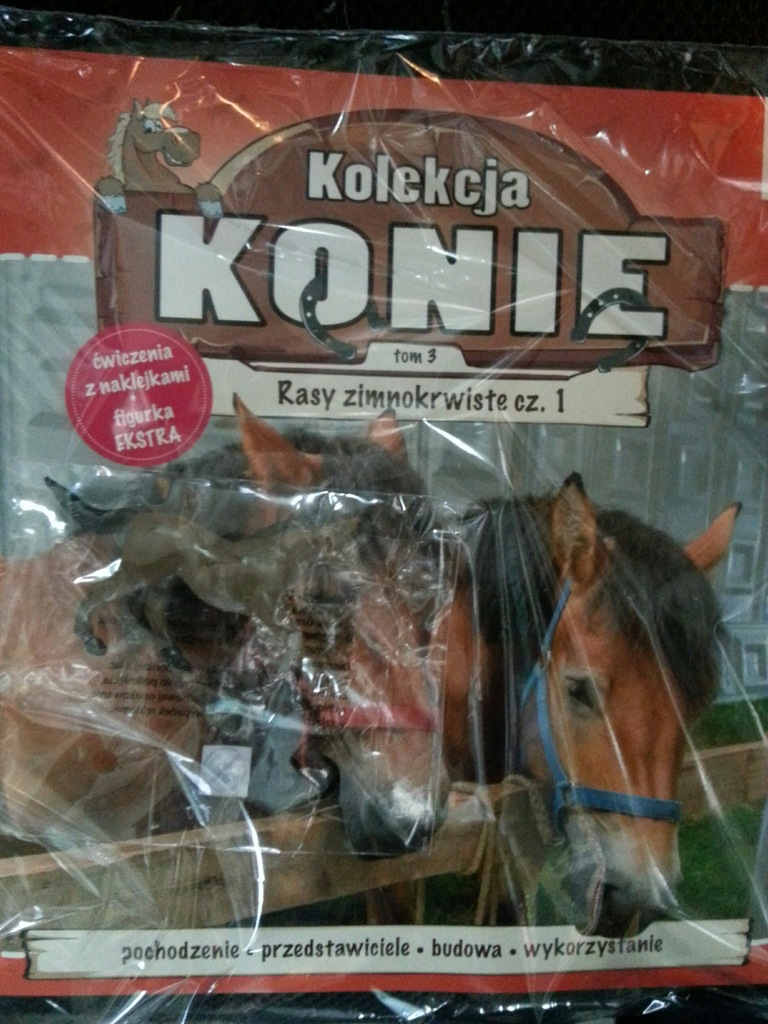 Kolekcja
KONIE
tom 3
Rasy zimnokrwiste cz. 1
ćwiczenia
z naklejkami
+
figurka
EKSTRA
pochodzenie • przedstawiciele • budowa • wykorzystanie